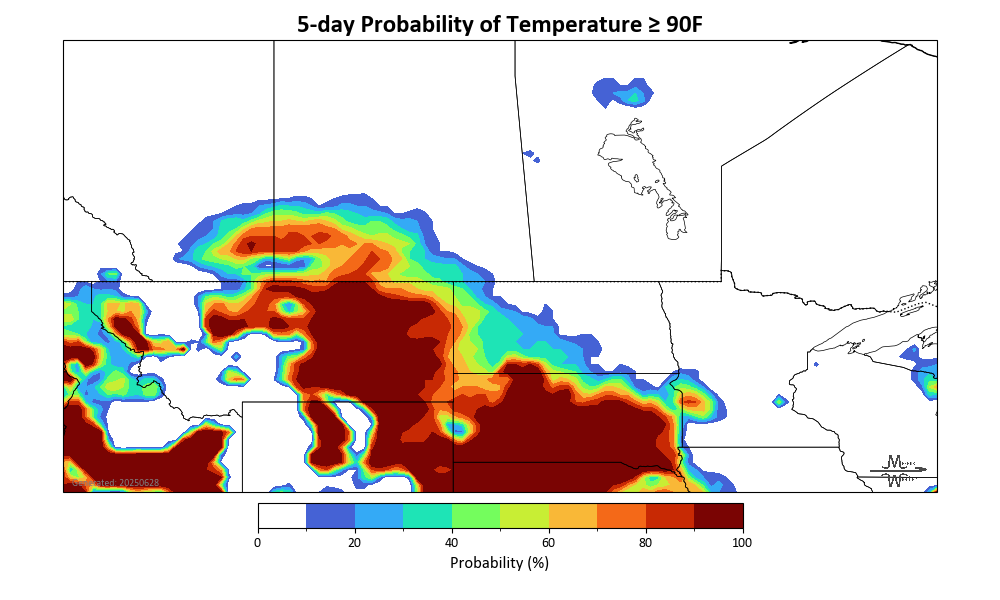 5-day Probability of Temperature ≥ 90F
Generated: 20250628
0 20 40 60 80 100
Probability (%)